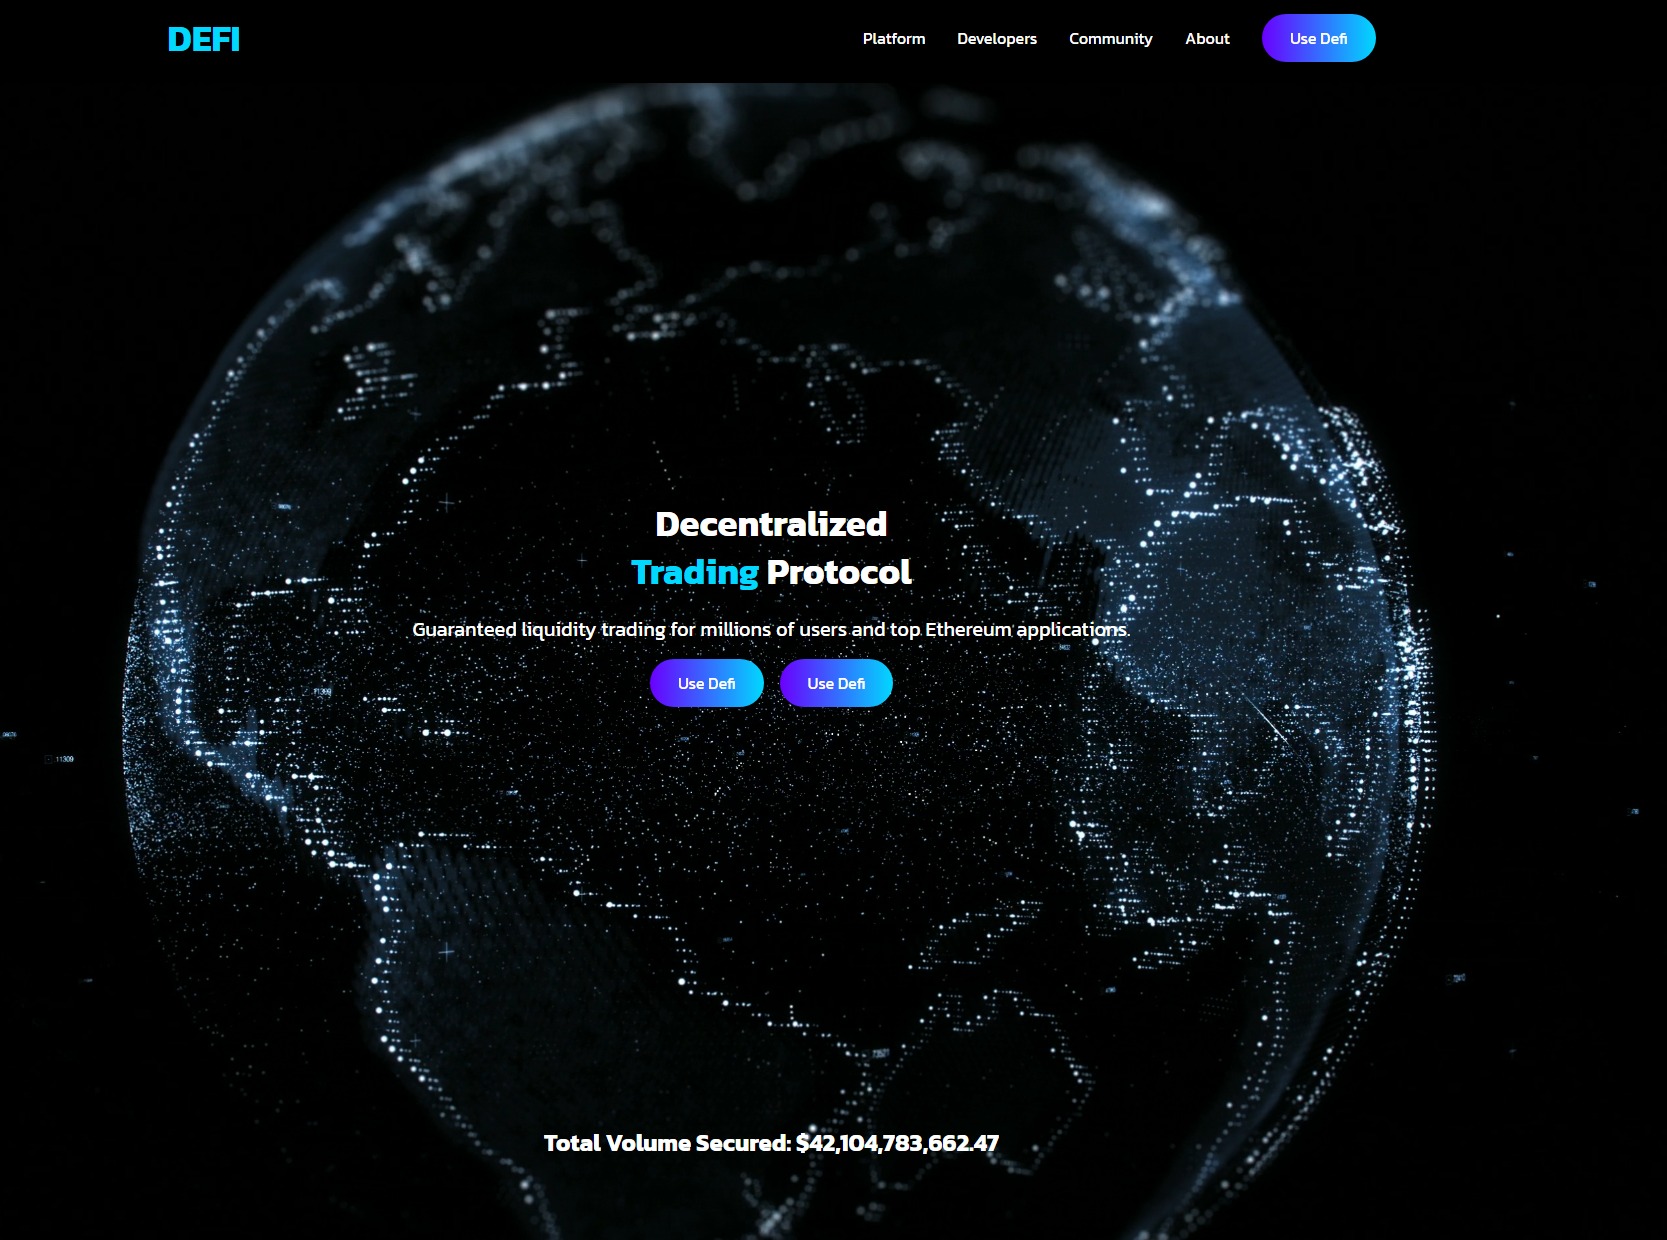 DEFI
Platform
Developers
Community
About
Use Defi
Decentralized
Trading Protocol
Guaranteed liquidity trading for millions of users and top Ethereum applications.
Use Defi
Use Defi
11309
Total Volume Secured: $42,104,783,662.47